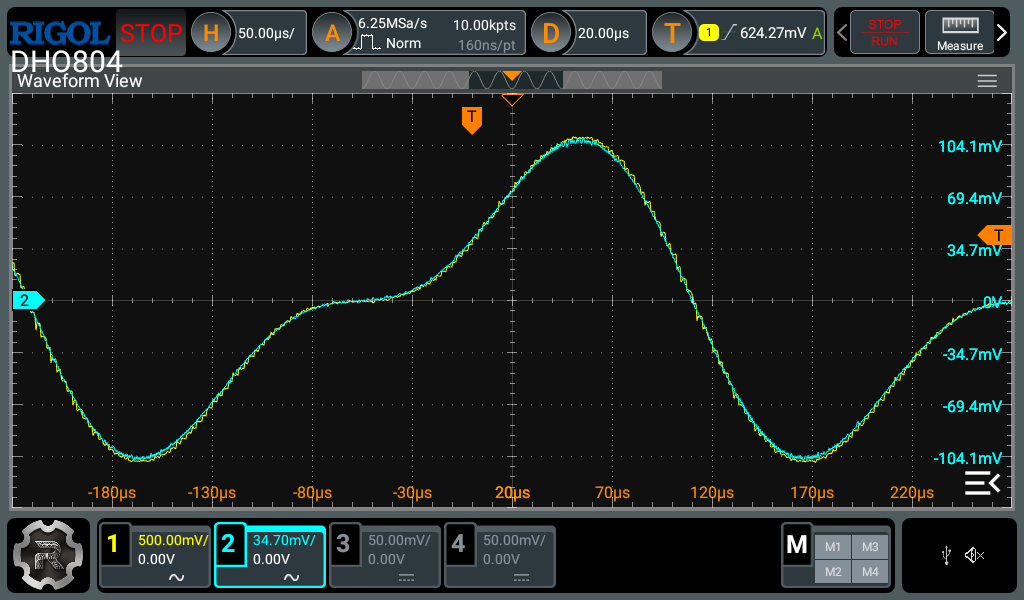 RIGOL STOP H 50.00µs/ A 6.25MSa/s 10.00kpts D 20.00µs T 1 624.27mV A STOP
Norm 160ns/pt RUN Measure
DHO804
Waveform View
T
104.1mV
69.4mV
T
34.7mV
2 0V
-34.7mV
-69.4mV
-104.1mV
-180µs -130µs -80µs -30µs 20µs 70µs 120µs 170µs 220µs
1 500.00mV/ 2 34.70mV/ 3 50.00mV/ 4 50.00mV/ M M1 M3
0.00V 0.00V 0.00V 0.00V M2 M4
R